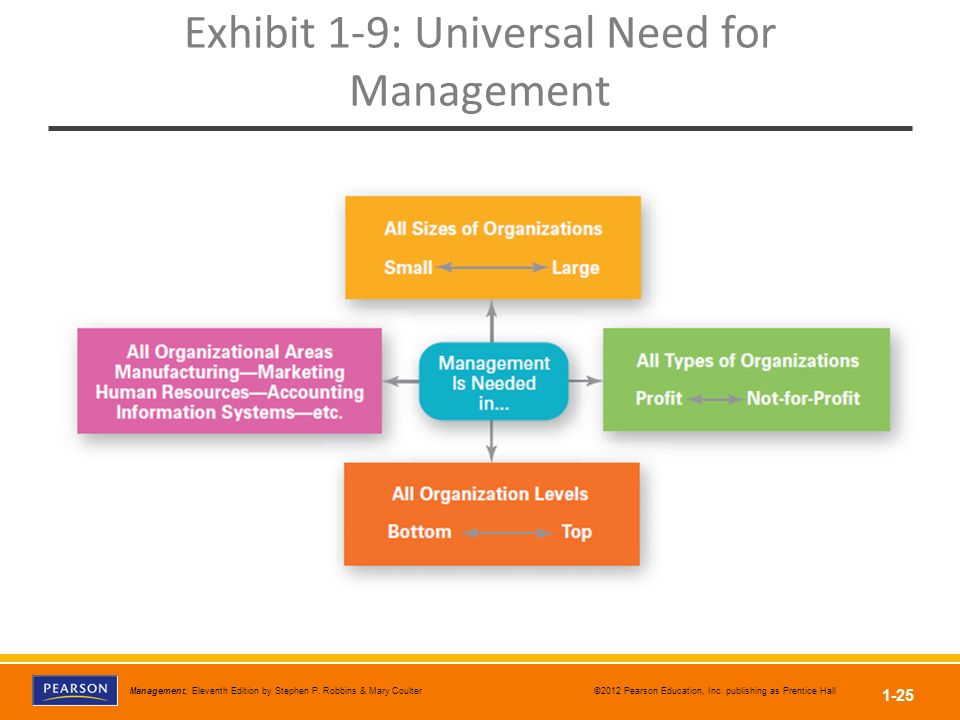 Exhibit 1-9: Universal Need for
Management
All Sizes of Organizations
Small Large
All Organizational Areas
Manufacturing—Marketing
Human Resources—Accounting
Information Systems—etc.
Management
Is Needed
in...
All Types of Organizations
Profit Not-for-Profit
All Organization Levels
Bottom Top
PEARSON
Management, Eleventh Edition by Stephen P. Robbins & Mary Coulter
©2012 Pearson Education, Inc. publishing as Prentice Hall
1-25